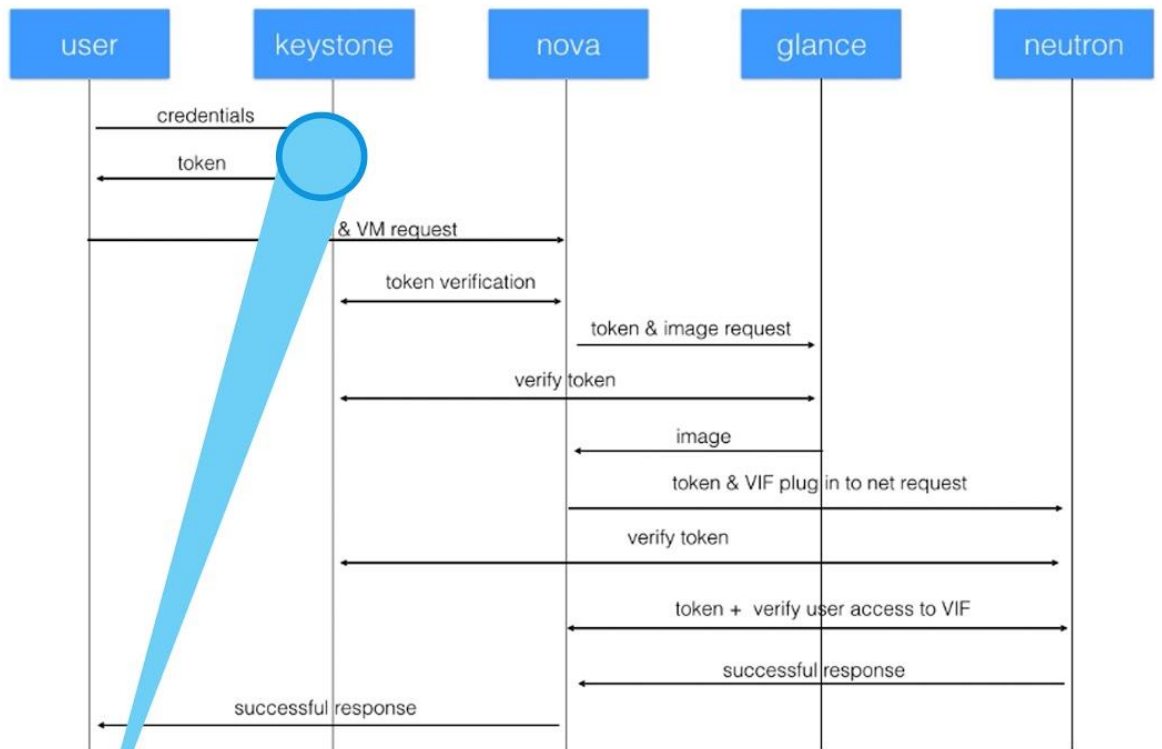 user keystone nova glance neutron
credentials
token
& VM request
token verification
token & image request
verify token
image
token & VIF plug in to net request
verify token
token + verify user access to VIF
successful response
successful response